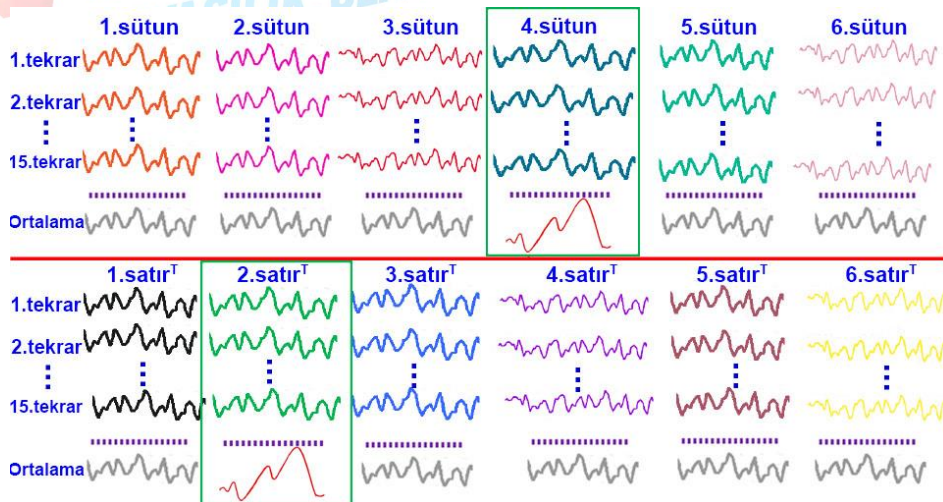 1.sütun 2.sütun 3.sütun 4.sütun 5.sütun 6.sütun
1.tekrar
2.tekrar
15.tekrar
Ortalama
1.satırT 2.satırT 3.satırT 4.satırT 5.satırT 6.satırT
1.tekrar
2.tekrar
15.tekrar
Ortalama